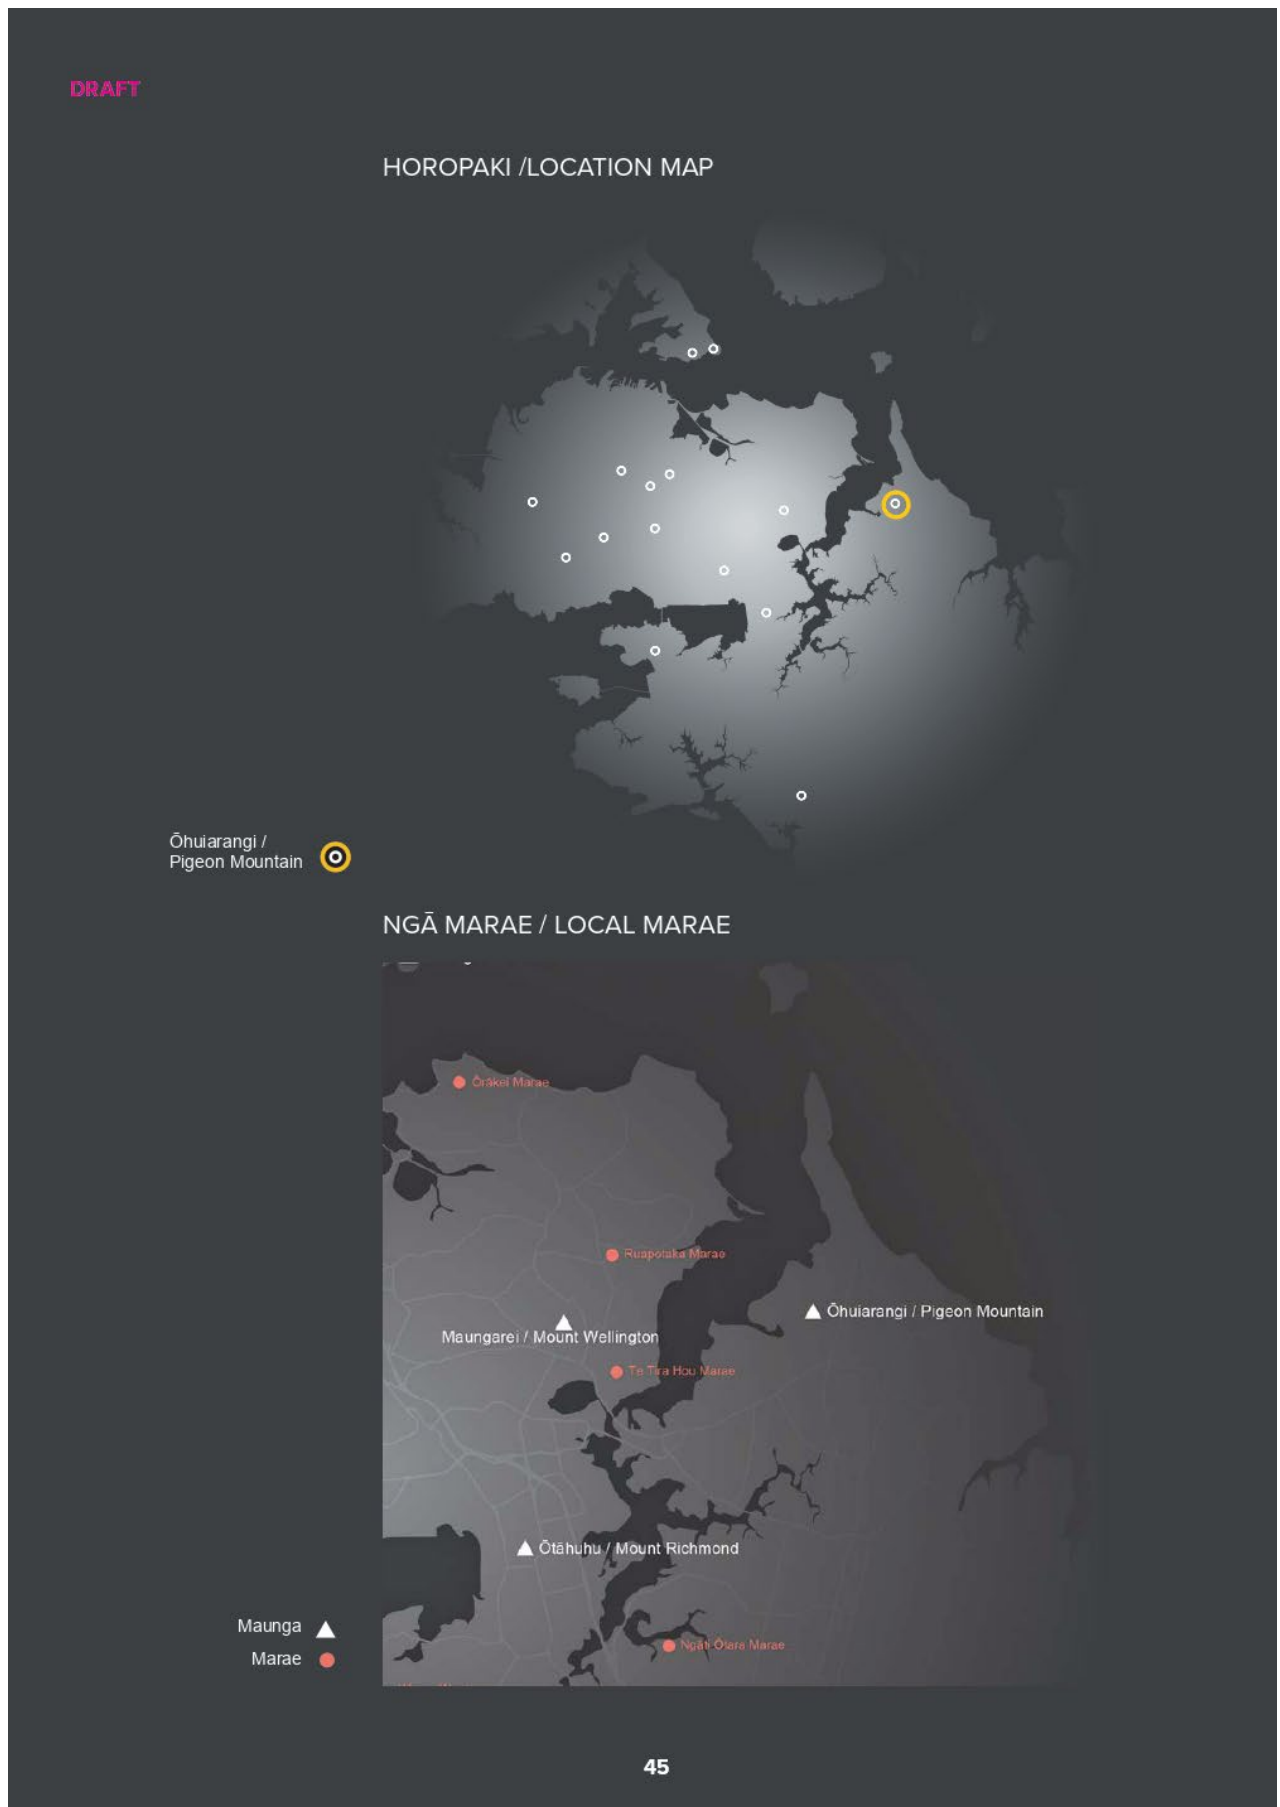 DRAFT
HOROPAKI /LOCATION MAP
Ōhuiarangi /
Pigeon Mountain
NGĀ MARAE / LOCAL MARAE
Ōrākei Marae
Ruapotaka Marae
Ōhuiarangi / Pigeon Mountain
Maungarei / Mount Wellington
Te Tira Hou Marae
Ōtāhuhu / Mount Richmond
Ngāti Ōtara Marae
Maunga
Marae
45